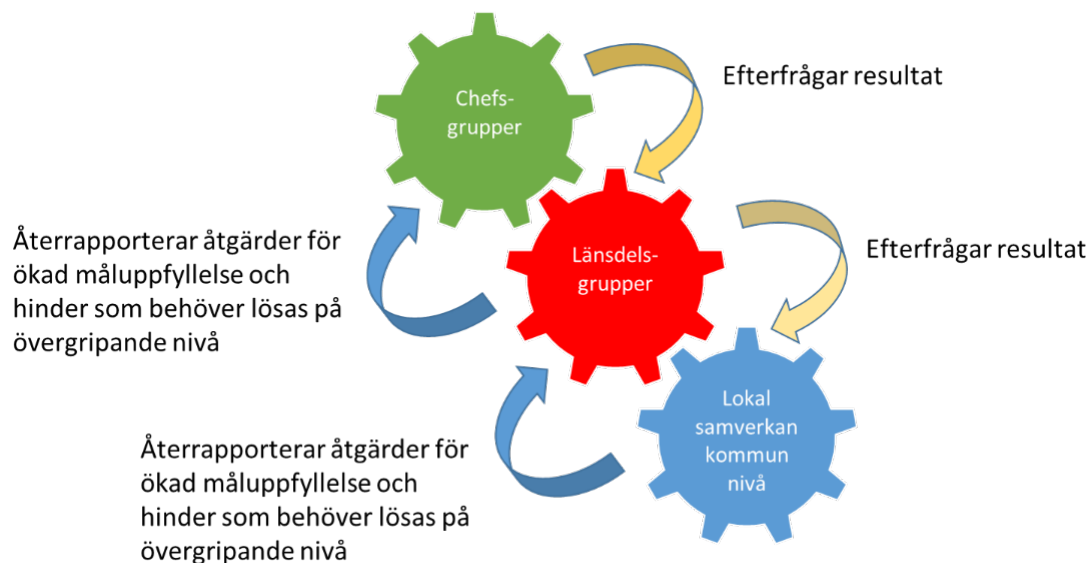 Chefs-
grupper
Efterfrågar resultat
Länsdels-
grupper
Efterfrågar resultat
Återrapporterar åtgärder för
ökad måluppfyllelse och
hinder som behöver lösas på
övergripande nivå
Lokal
samverkan
kommun
nivå
Återrapporterar åtgärder för
ökad måluppfyllelse och
hinder som behöver lösas på
övergripande nivå